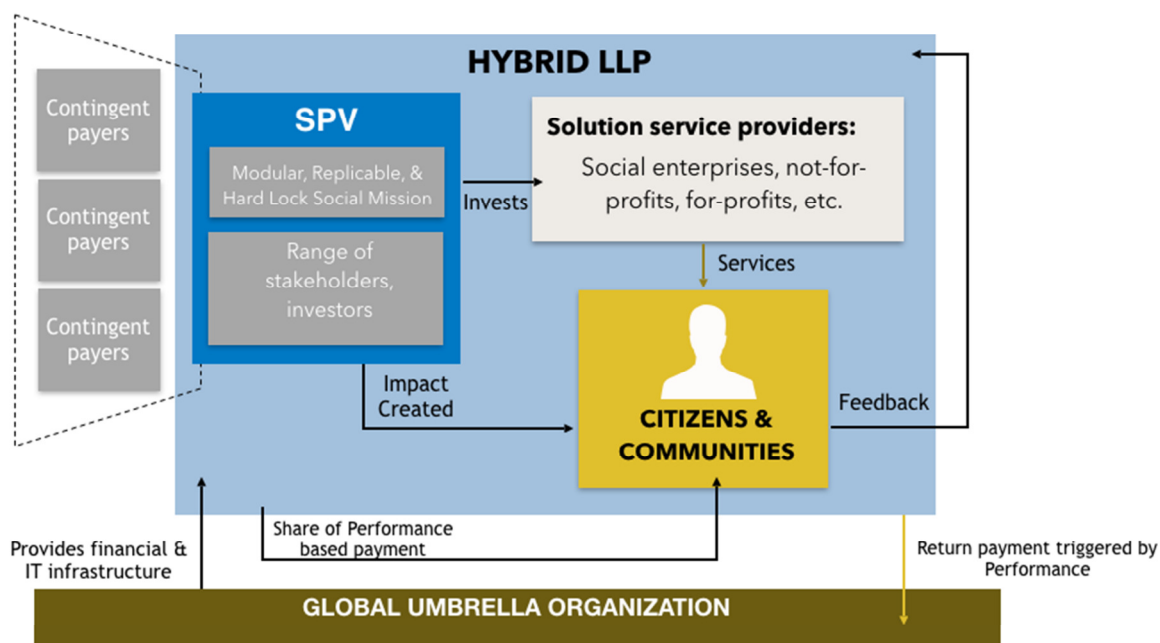 HYBRID LLP
Contingent
payers
Contingent
payers
Contingent
payers
SPV
Modular, Replicable, &
Hard Lock Social Mission
Range of
stakeholders,
investors
Invests
Solution service providers:
Social enterprises, not-for-
profits, for-profits, etc.
Services
Impact
Created
CITIZENS &
COMMUNITIES
Feedback
Provides financial &
IT infrastructure
Share of Performance
based payment
Return payment triggered by
Performance
GLOBAL UMBRELLA ORGANIZATION